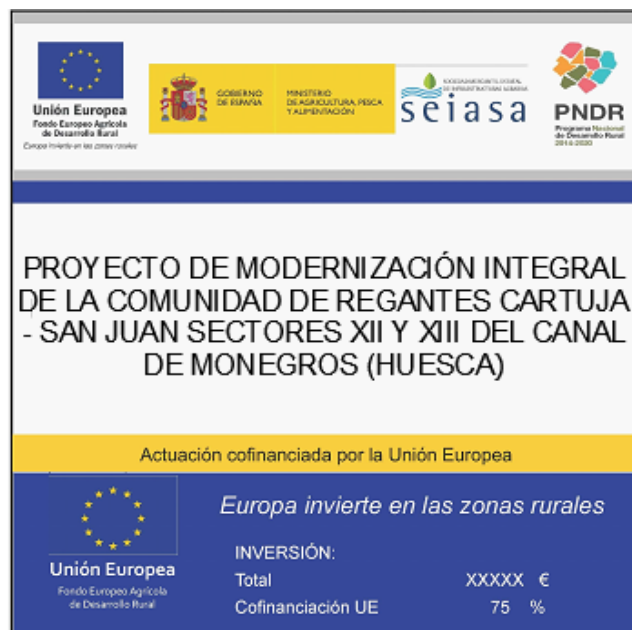 Unión Europea
Fondo Europeo Agrícola
de Desarrollo Rural
Europa invierte en las zonas rurales
GOBIERNO
DE ESPAÑA
MINISTERIO
DE AGRICULTURA, PESCA
Y ALIMENTACIÓN
seiasa
PNDR
Programa Nacional
de Desarrollo Rural
2014-2020
PROYECTO DE MODERNIZACIÓN INTEGRAL
DE LA COMUNIDAD DE REGANTES CARTUJA
- SAN JUAN SECTORES XII Y XIII DEL CANAL
DE MONEGROS (HUESCA)
Actuación cofinanciada por la Unión Europea
Unión Europea
Fondo Europeo Agrícola
de Desarrollo Rural
Europa invierte en las zonas rurales
INVERSIÓN:
Total XXXXX €
Cofinanciación UE 75 %